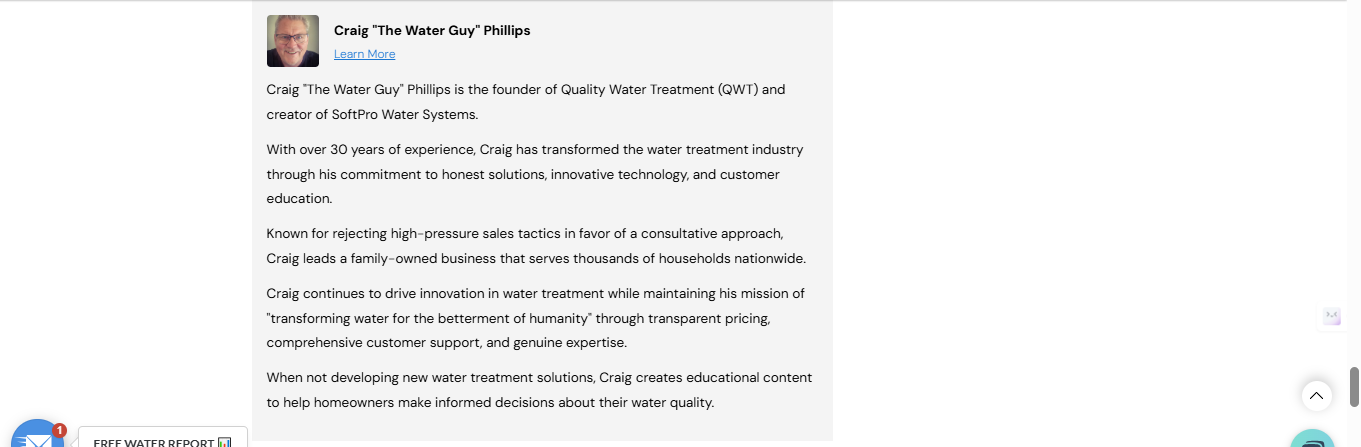 Craig "The Water Guy" Phillips
Learn More
Craig "The Water Guy" Phillips is the founder of Quality Water Treatment (QWT) and
creator of SoftPro Water Systems.
With over 30 years of experience, Craig has transformed the water treatment industry
through his commitment to honest solutions, innovative technology, and customer
education.
Known for rejecting high-pressure sales tactics in favor of a consultative approach,
Craig leads a family-owned business that serves thousands of households nationwide.
Craig continues to drive innovation in water treatment while maintaining his mission of
"transforming water for the betterment of humanity" through transparent pricing,
comprehensive customer support, and genuine expertise.
When not developing new water treatment solutions, Craig creates educational content
to help homeowners make informed decisions about their water quality.
1
FREE WATER REPORT